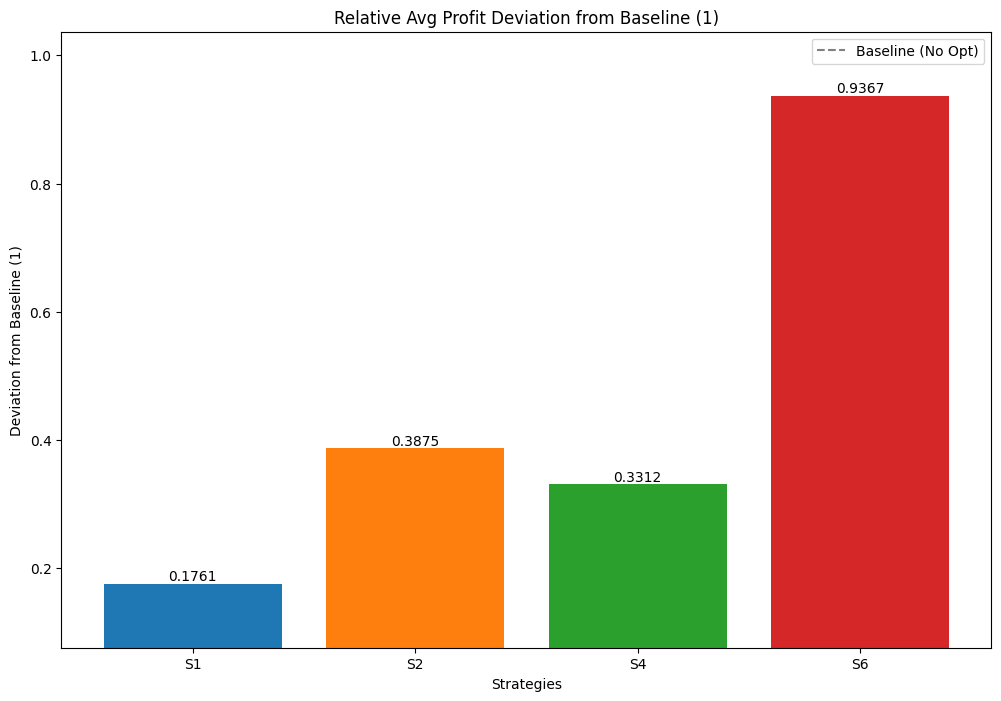 Relative Avg Profit Deviation from Baseline (1)
Baseline (No Opt)
Deviation from Baseline (1)
1.0
0.8
0.6
0.4
0.2
0.1761
0.3875
0.3312
0.9367
S1 S2 S4 S6
Strategies